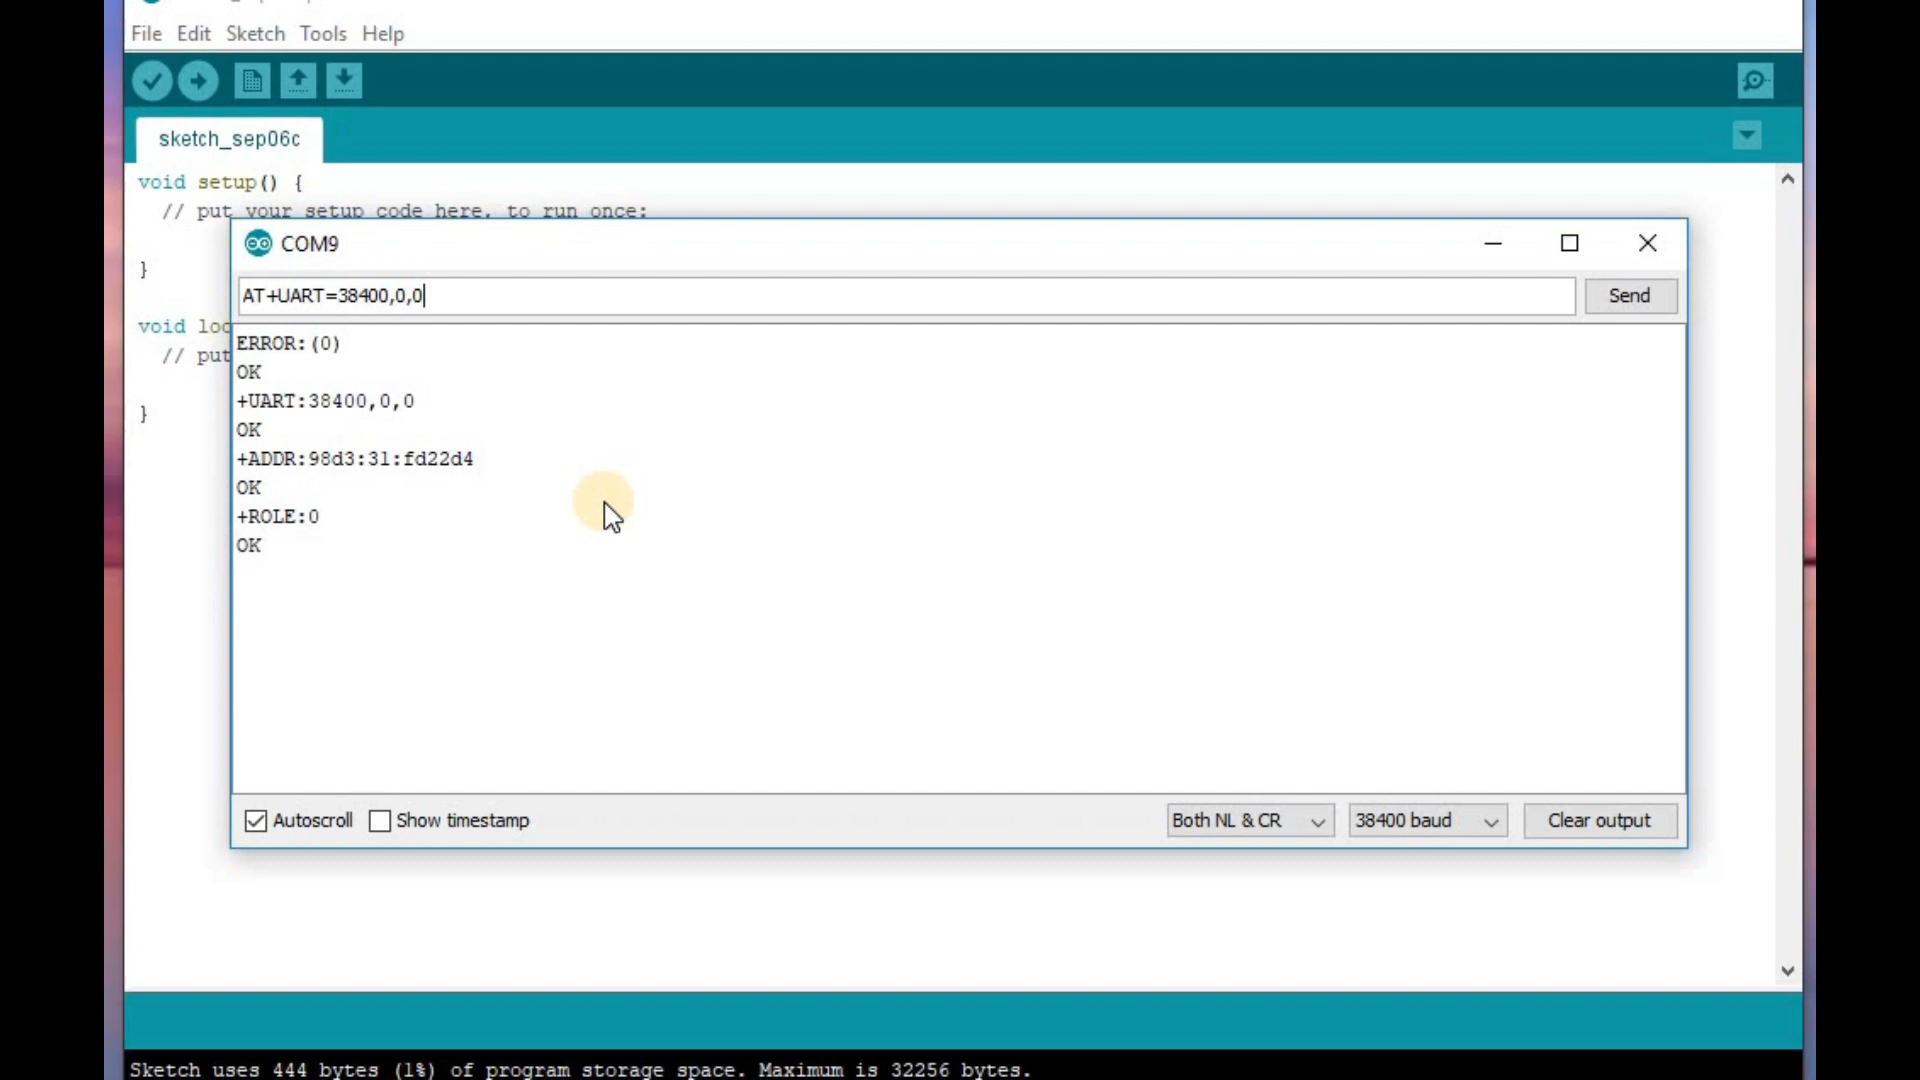 File Edit Sketch Tools Help
sketch_sep06c
void setup() {
// put your setup code here, to run once:
}
void loo
// put
}
COM9
AT+UART=38400,0,0
Send
ERROR:(0)
OK
+UART:38400,0,0
OK
+ADDR:98d3:31:fd22d4
OK
+ROLE:0
OK
Autoscroll
Show timestamp
Both NL & CR
38400 baud
Clear output
Sketch uses 444 bytes (1%) of program storage space. Maximum is 32256 bytes.